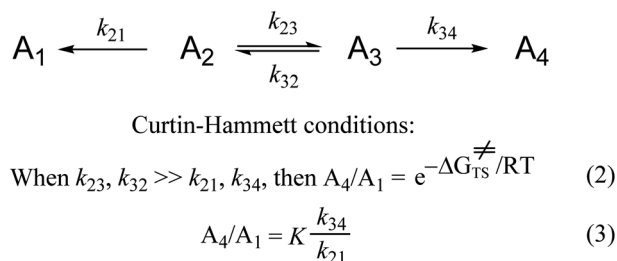 A₁ k₂₁ A₂ k₂₃ k₃₂ A₃ k₃₄ A₄
Curtin-Hammett conditions:
When k₂₃, k₃₂ >> k₂₁, k₃₄, then A₄/A₁ = e^(−ΔG≠_TS/RT) (2)
A₄/A₁ = K k₃₄/k₂₁ (3)